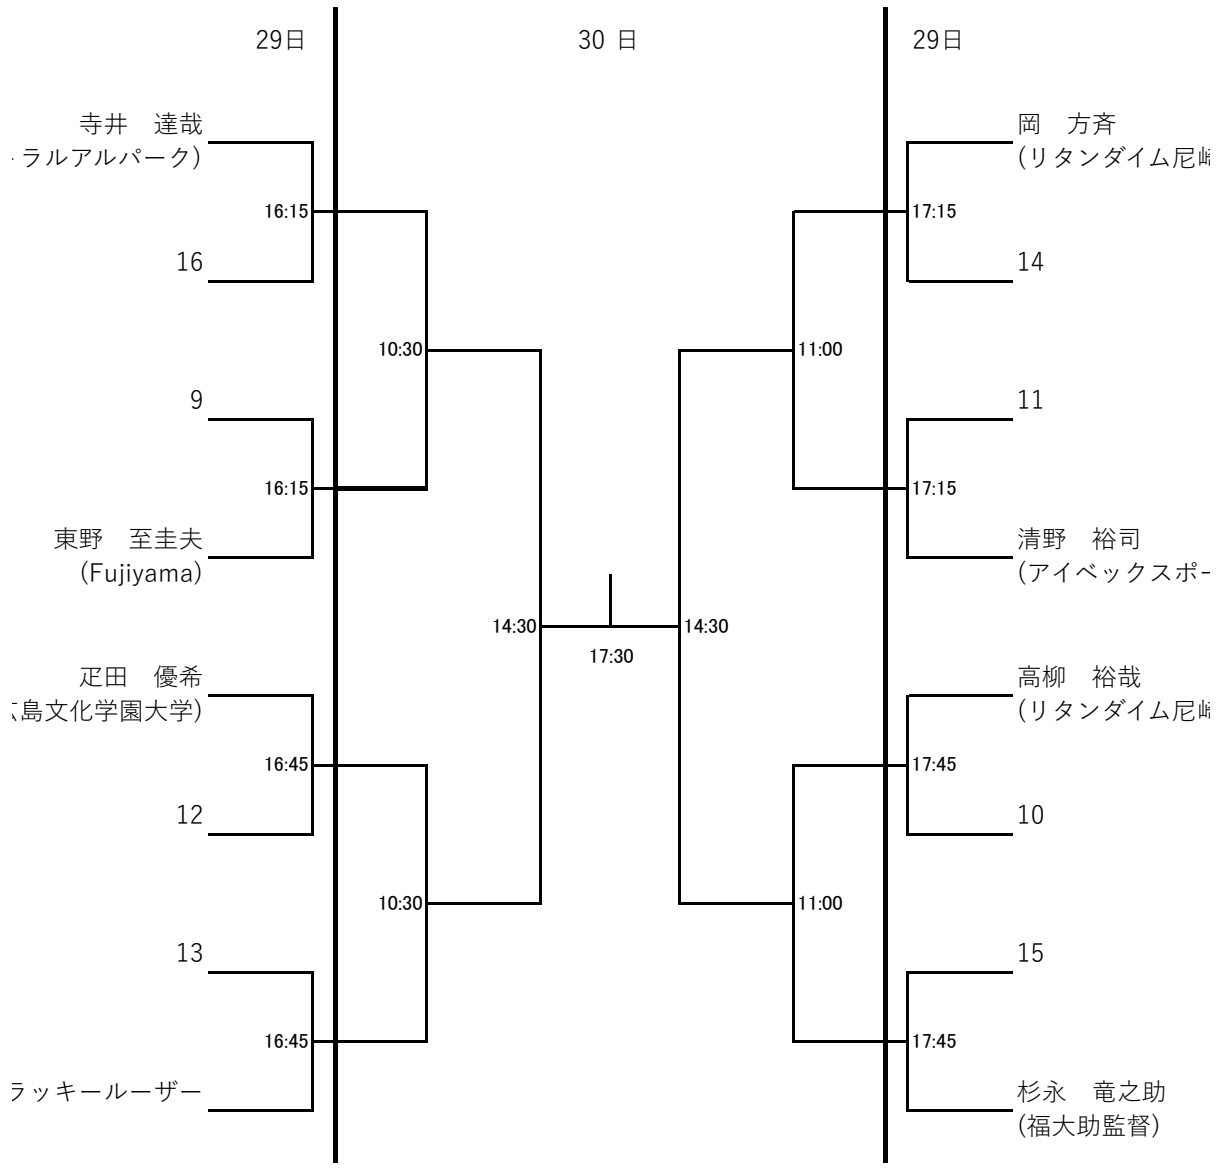 29日
30 日
29日
寺井　達哉
ラルアルパーク)
16:15
16
10:30
9
16:15
東野　至圭夫
(Fujiyama)
疋田　優希
島文化学園大学)
16:45
12
10:30
13
16:45
ラッキールーザー
14:30
17:30
14:30
岡　方斉
(リタンダイム尼崎
17:15
14
11:00
11
17:15
清野　裕司
(アイベックスポー
高柳　裕哉
(リタンダイム尼崎
17:45
10
11:00
15
17:45
杉永　竜之助
(福大助監督)